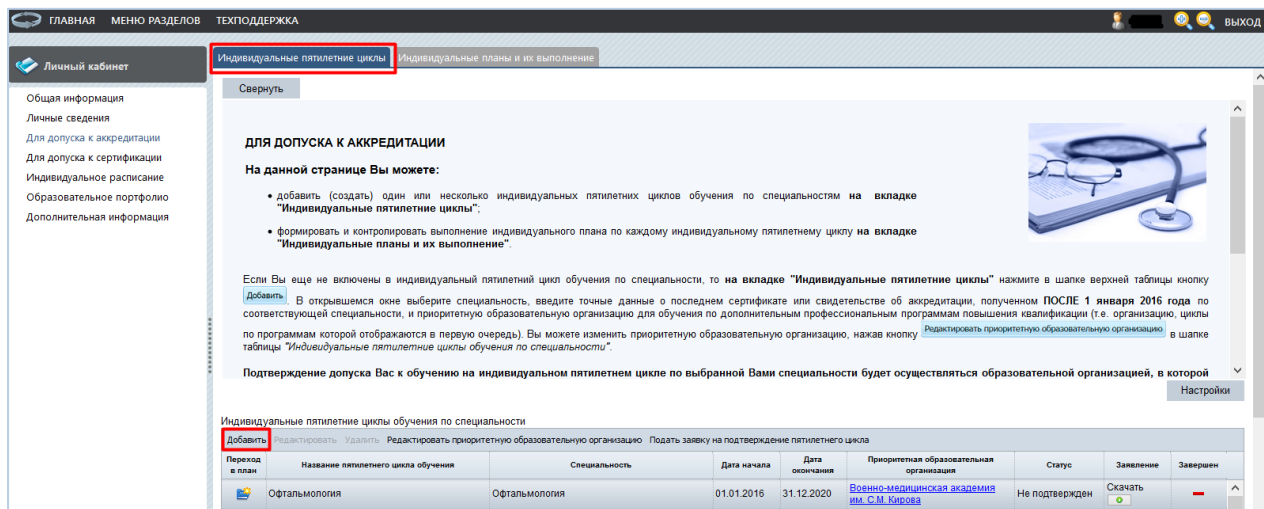 ГЛАВНАЯ МЕНЮ РАЗДЕЛОВ ТЕХПОДДЕРЖКА ВЫХОД
Личный кабинет
Общая информация
Личные сведения
Для допуска к аккредитации
Для допуска к сертификации
Индивидуальное расписание
Образовательное портфолио
Дополнительная информация
Индивидуальные пятилетние циклы Индивидуальные планы и их выполнение
Свернуть
ДЛЯ ДОПУСКА К АККРЕДИТАЦИИ
На данной странице Вы можете:
• добавить (создать) один или несколько индивидуальных пятилетних циклов обучения по специальностям на вкладке
"Индивидуальные пятилетние циклы";
• формировать и контролировать выполнение индивидуального плана по каждому индивидуальному пятилетнему циклу на вкладке
"Индивидуальные планы и их выполнение".
Если Вы еще не включены в индивидуальный пятилетний цикл обучения по специальности, то на вкладке "Индивидуальные пятилетние циклы" нажмите в шапке верхней таблицы кнопку
Добавить. В открывшемся окне выберите специальность, введите точные данные о последнем сертификате или свидетельстве об аккредитации, полученном ПОСЛЕ 1 января 2016 года по
соответствующей специальности, и приоритетную образовательную организацию для обучения по дополнительным профессиональным программам повышения квалификации (т.е. организацию, циклы
по программам которой отображаются в первую очередь). Вы можете изменить приоритетную образовательную организацию, нажав кнопку Редактировать приоритетную образовательную организацию в шапке
таблицы "Индивидуальные пятилетние циклы обучения по специальности".
Подтверждение допуска Вас к обучению на индивидуальном пятилетнем цикле по выбранной Вами специальности будет осуществляться образовательной организацией, в которой
Настройки
Индивидуальные пятилетние циклы обучения по специальности
Добавить Редактировать Удалить Редактировать приоритетную образовательную организацию Подать заявку на подтверждение пятилетнего цикла
Переход в план Название пятилетнего цикла обучения Специальность Дата начала Дата окончания Приоритетная образовательная организация Статус Заявление Завершен
Офтальмология Офтальмология 01.01.2016 31.12.2020 Военно-медицинская академия им. С.М. Кирова Не подтвержден Скачать